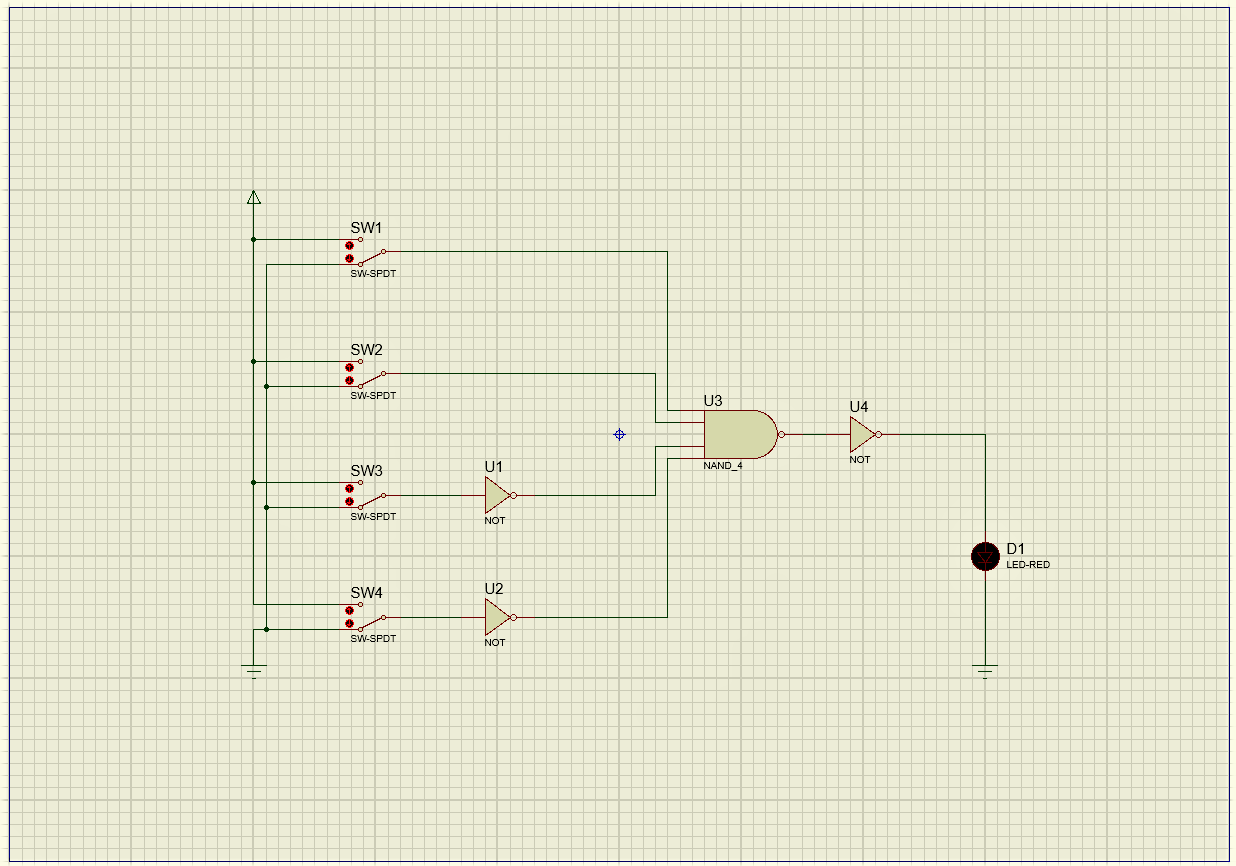 SW1
SW-SPDT
SW2
SW-SPDT
U3
NAND_4
U4
NOT
SW3
SW-SPDT
U1
NOT
D1
LED-RED
SW4
SW-SPDT
U2
NOT